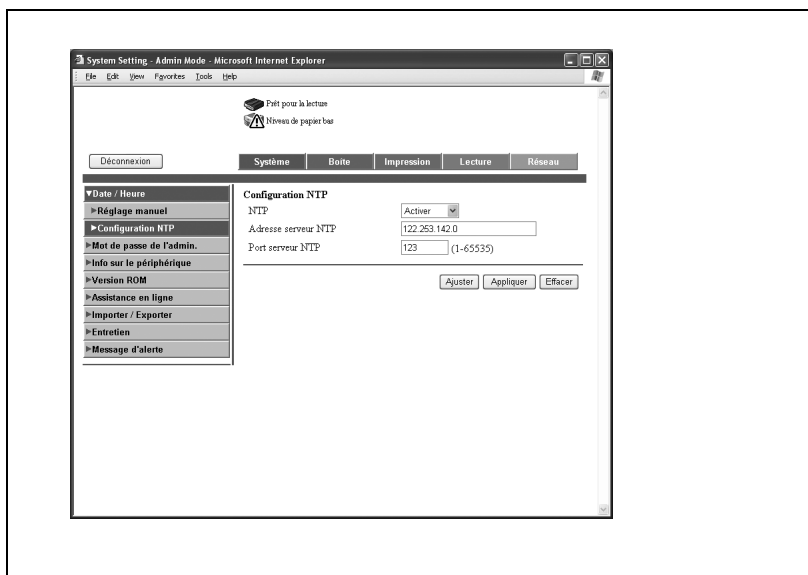 System Setting - Admin Mode - Microsoft Internet Explorer
File Edit View Favorites Tools Help
Prêt pour la lecture
Niveau de papier bas
Déconnexion
Système Boîte Impression Lecture Réseau
▼Date / Heure
▶Réglage manuel
▶Configuration NTP
▶Mot de passe de l'admin.
▶Info sur le périphérique
▶Version ROM
▶Assistance en ligne
▶Importer / Exporter
▶Entretien
▶Message d'alerte
Configuration NTP
NTP Activer
Adresse serveur NTP 122.253.142.0
Port serveur NTP 123 (1-65535)
Ajuster Appliquer Effacer